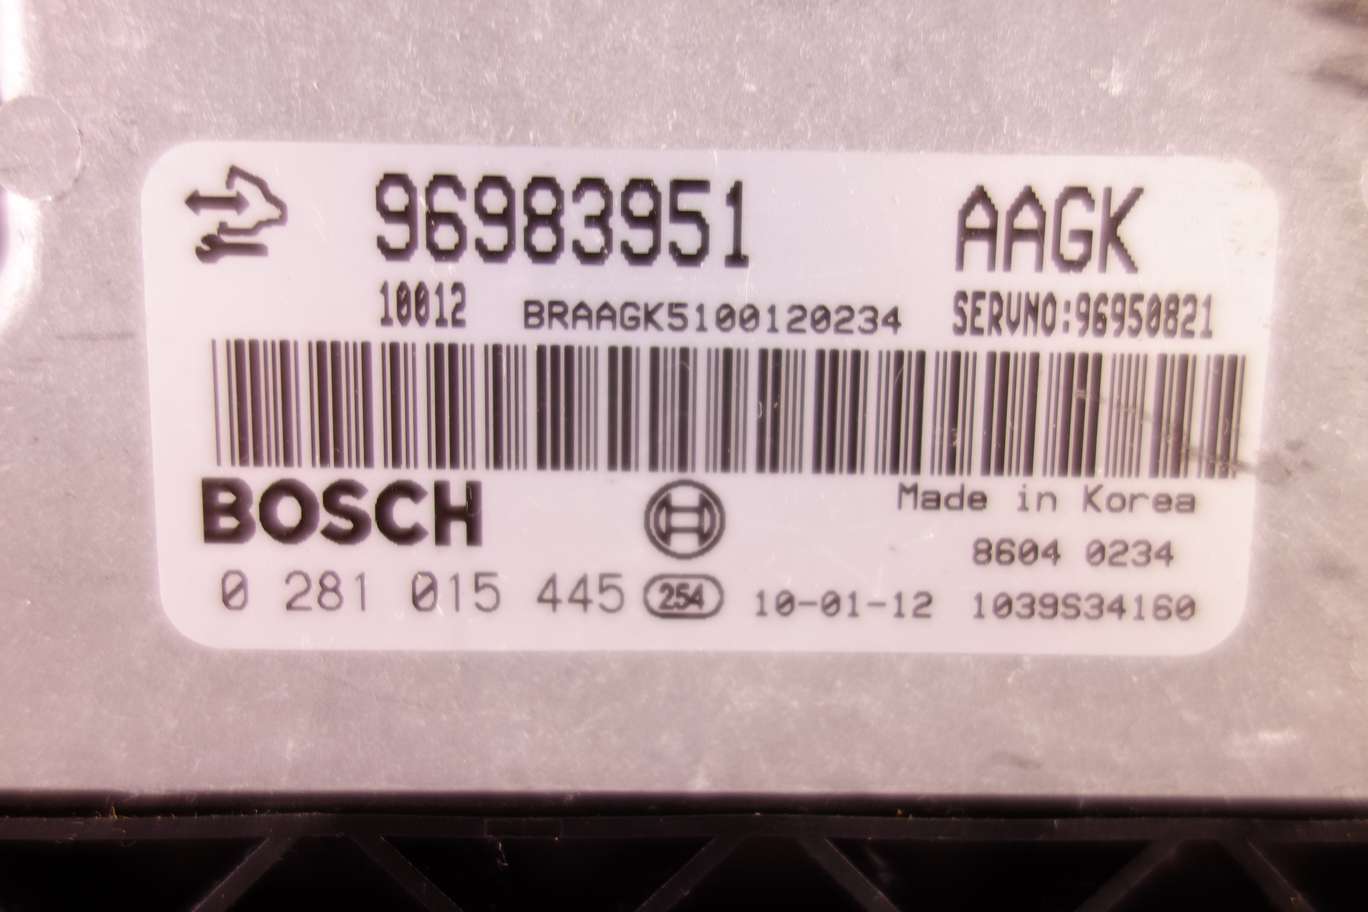 96983951 AAGK
10012 BRAAGK5100120234 SERVNO:96950821
BOSCH Made in Korea
8604 0234
0 281 015 445 254 10-01-12 1039S34160